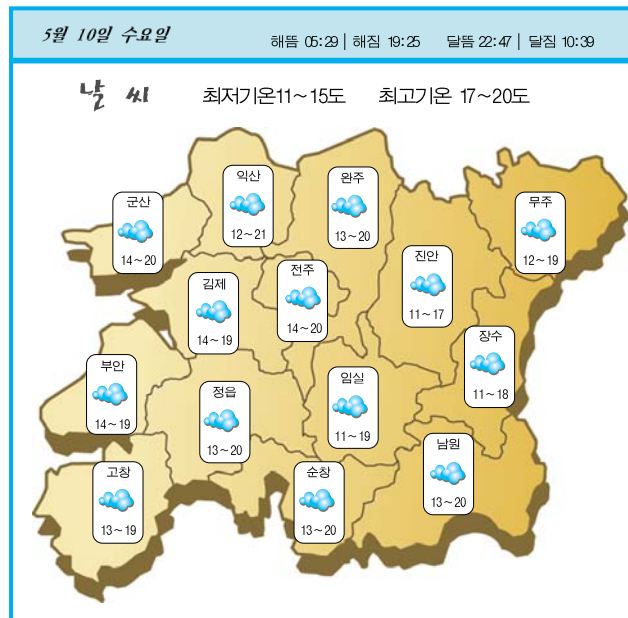 5월 10일 수요일
해뜸 05:29 | 해짐 19:25 달뜸 22:47 | 달짐 10:39
날 씨 최저기온11~15도 최고기온 17~20도
익산
12~21
완주
13~20
군산
14~20
무주
12~19
진안
11~17
전주
14~20
김제
14~19
장수
11~18
부안
14~19
임실
11~19
정읍
13~20
남원
13~20
고창
13~19
순창
13~20